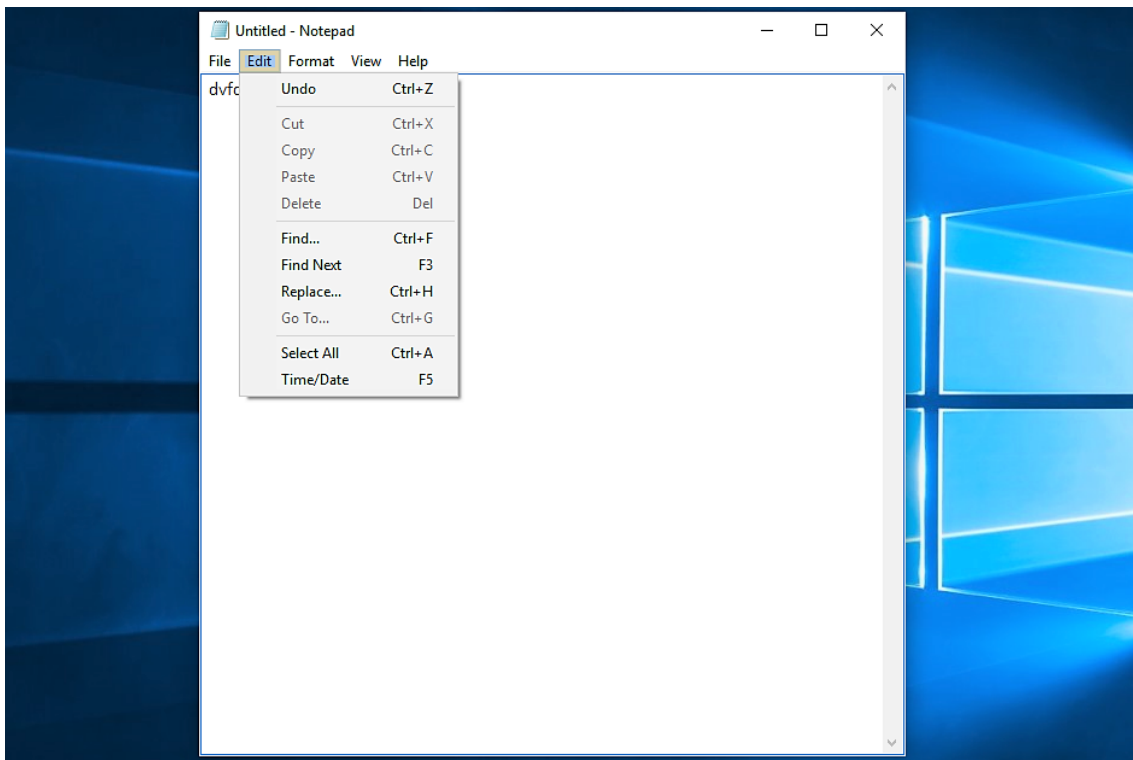 Untitled - Notepad
File Edit Format View Help
Undo Ctrl+Z
Cut Ctrl+X
Copy Ctrl+C
Paste Ctrl+V
Delete Del
Find... Ctrl+F
Find Next F3
Replace... Ctrl+H
Go To... Ctrl+G
Select All Ctrl+A
Time/Date F5